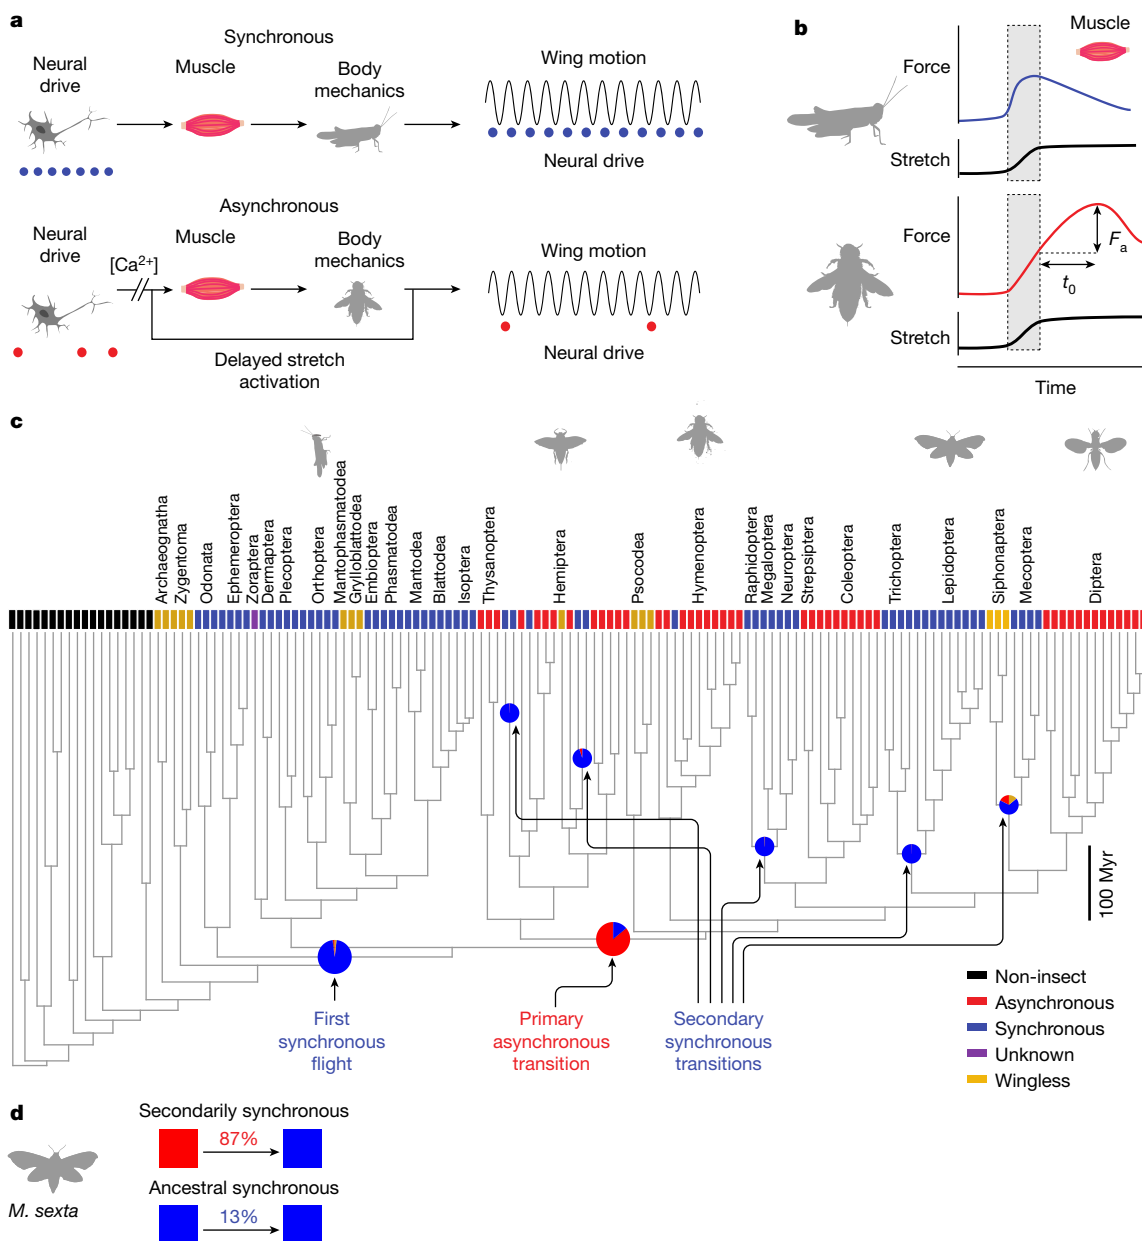 a
Synchronous
Neural
drive
Muscle
Body
mechanics
Wing motion
Neural drive
Asynchronous
Neural
drive
[Ca2+]
Muscle
Body
mechanics
Wing motion
Neural drive
Delayed stretch
activation
b
Muscle
Force
Stretch
Force
Fa
t0
Stretch
Time
c
Archaeognatha
Zygentoma
Odonata
Ephemeroptera
Zoraptera
Dermaptera
Plecoptera
Orthoptera
Mantophasmatodea
Grylloblattodea
Embioptera
Phasmatodea
Mantodea
Blattodea
Isoptera
Thysanoptera
Hemiptera
Psocodea
Hymenoptera
Raphidoptera
Megaloptera
Neuroptera
Strepsiptera
Coleoptera
Trichoptera
Lepidoptera
Siphonaptera
Mecoptera
Diptera
100 Myr
First
synchronous
flight
Primary
asynchronous
transition
Secondary
synchronous
transitions
Non-insect
Asynchronous
Synchronous
Unknown
Wingless
d
M. sexta
Secondarily synchronous
87%
Ancestral synchronous
13%